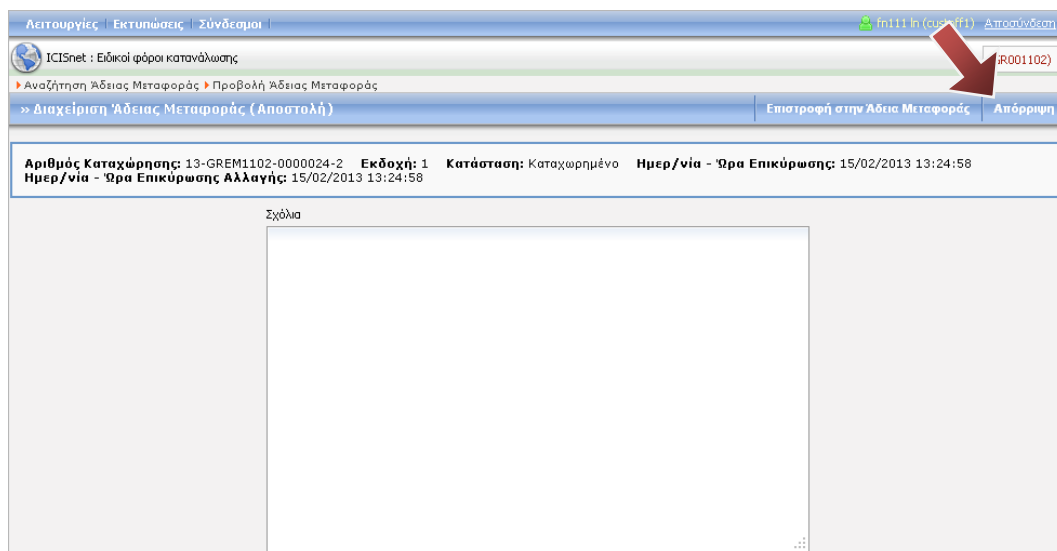 Λειτουργίες | Εκτυπώσεις | Σύνδεσμοι |
fn111 ln (custoff1) Αποσύνδεση
ICISnet : Ειδικοί φόροι κατανάλωσης
GR001102)
Αναζήτηση Άδειας Μεταφοράς Προβολή Άδειας Μεταφοράς
» Διαχείριση Άδειας Μεταφοράς (Αποστολή)
Επιστροφή στην Άδεια Μεταφοράς Απόρριψη
Αριθμός Καταχώρησης: 13-GREM1102-0000024-2 Εκδοχή: 1 Κατάσταση: Καταχωρημένο Ημερ/νία - Ώρα Επικύρωσης: 15/02/2013 13:24:58
Ημερ/νία - Ώρα Επικύρωσης Αλλαγής: 15/02/2013 13:24:58
Σχόλια